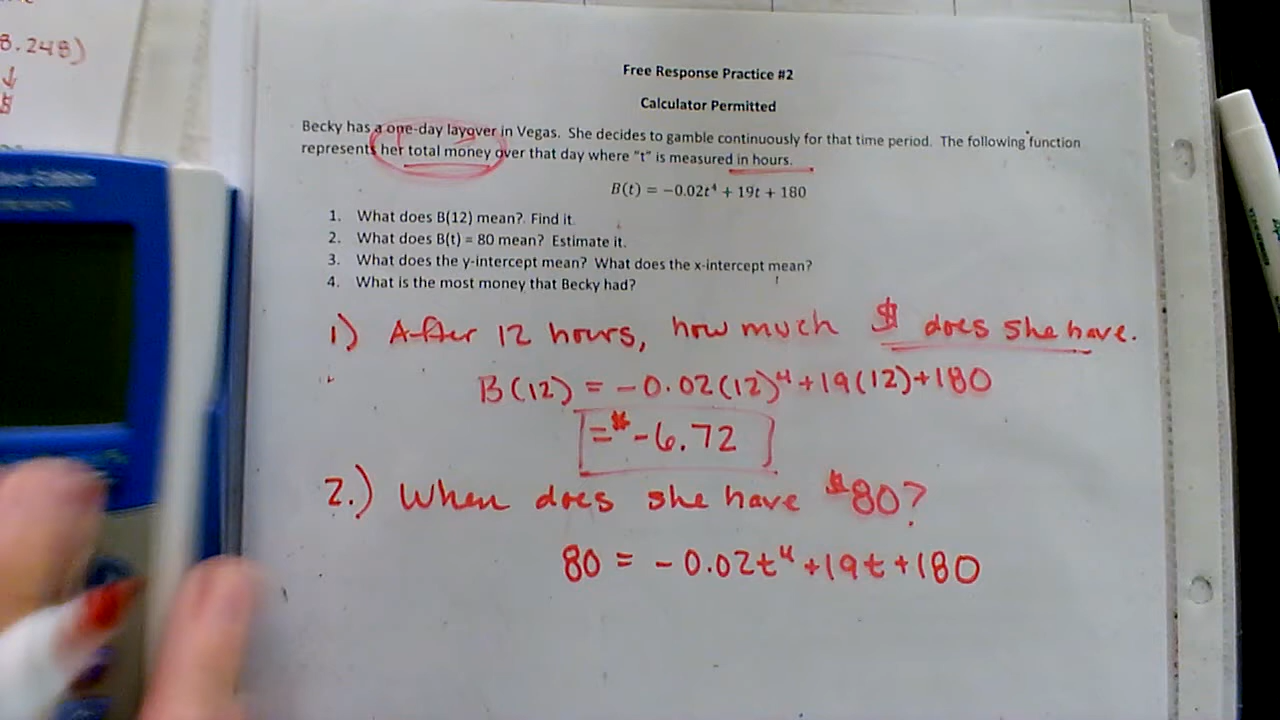 8.248)
Free Response Practice #2
Calculator Permitted
Becky has a one-day layover in Vegas. She decides to gamble continuously for that time period. The following function
represents her total money over that day where "t" is measured in hours.
B(t) = −0.02t⁴ + 19t + 180
1. What does B(12) mean? Find it.
2. What does B(t) = 80 mean? Estimate it.
3. What does the y-intercept mean? What does the x-intercept mean?
4. What is the most money that Becky had?
1) After 12 hours, how much $ does she have.
B(12) = -0.02(12)⁴+19(12)+180
=$-6.72
2.) When does she have $80?
80 = -0.02t⁴+19t+180